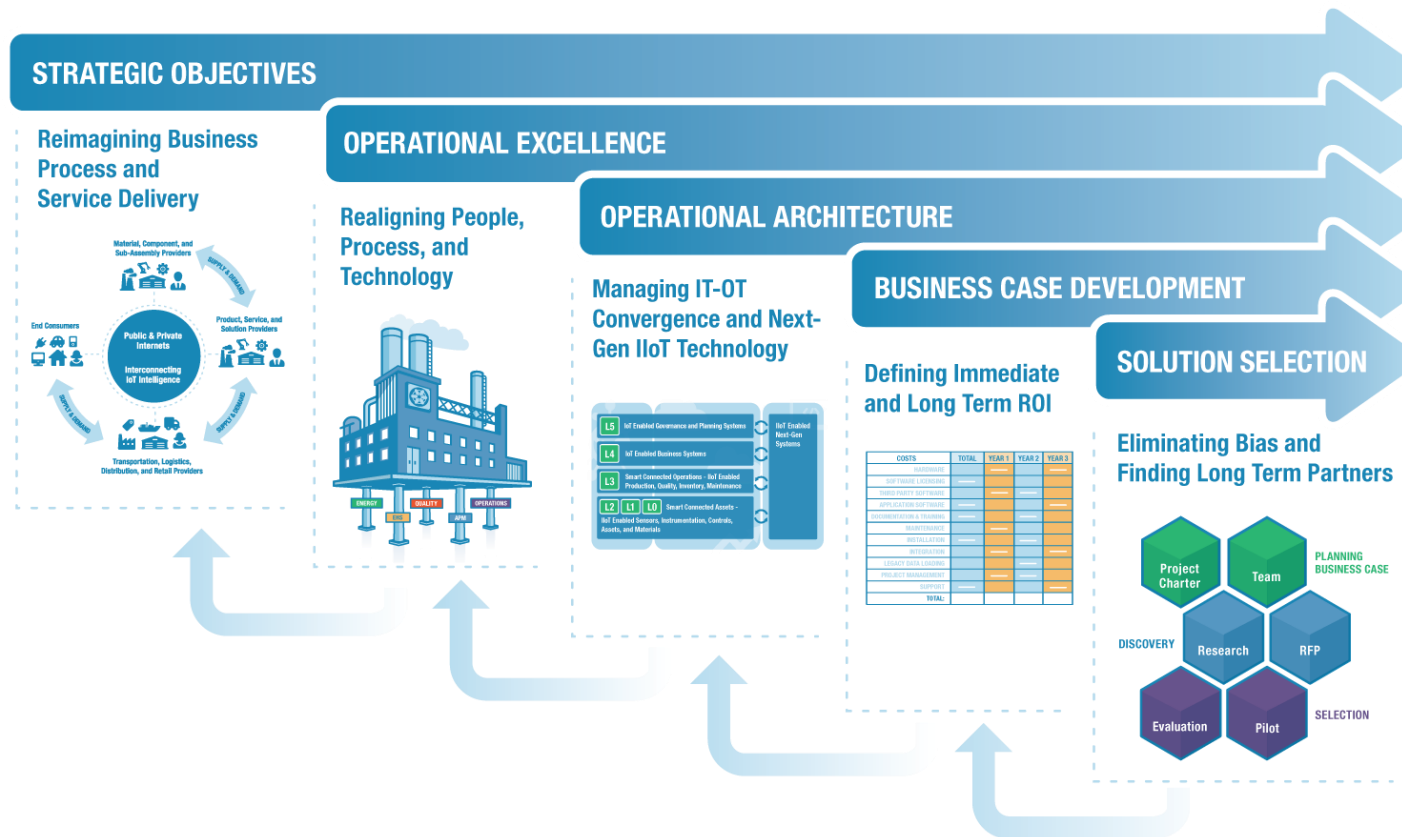 STRATEGIC OBJECTIVES
Reimagining Business
Process and
Service Delivery
Material, Component, and
Sub-Assembly Providers
SUPPLY & DEMAND
End Consumers
Public & Private
Internets
Interconnecting
IoT Intelligence
Product, Service, and
Solution Providers
SUPPLY & DEMAND
SUPPLY & DEMAND
Transportation, Logistics,
Distribution, and Retail Providers
OPERATIONAL EXCELLENCE
Realigning People,
Process, and
Technology
ENERGY
EHS
QUALITY
APM
OPERATIONS
OPERATIONAL ARCHITECTURE
Managing IT-OT
Convergence and Next-
Gen IIoT Technology
L5 IoT Enabled Governance and Planning Systems
L4 IoT Enabled Business Systems
L3 Smart Connected Operations - IIoT Enabled
Production, Quality, Inventory, Maintenance
L2 L1 L0 Smart Connected Assets -
IIoT Enabled Sensors, Instrumentation, Controls,
Assets, and Materials
IIoT Enabled
Next-Gen
Systems
BUSINESS CASE DEVELOPMENT
Defining Immediate
and Long Term ROI
COSTS TOTAL YEAR 1 YEAR 2 YEAR 3
HARDWARE
SOFTWARE LICENSING
THIRD PARTY SOFTWARE
APPLICATION SOFTWARE
DOCUMENTATION & TRAINING
MAINTENANCE
INSTALLATION
INTEGRATION
LEGACY DATA LOADING
PROJECT MANAGEMENT
SUPPORT
TOTAL:
SOLUTION SELECTION
Eliminating Bias and
Finding Long Term Partners
Project
Charter
Team
PLANNING
BUSINESS CASE
DISCOVERY
Research
RFP
Evaluation
Pilot
SELECTION